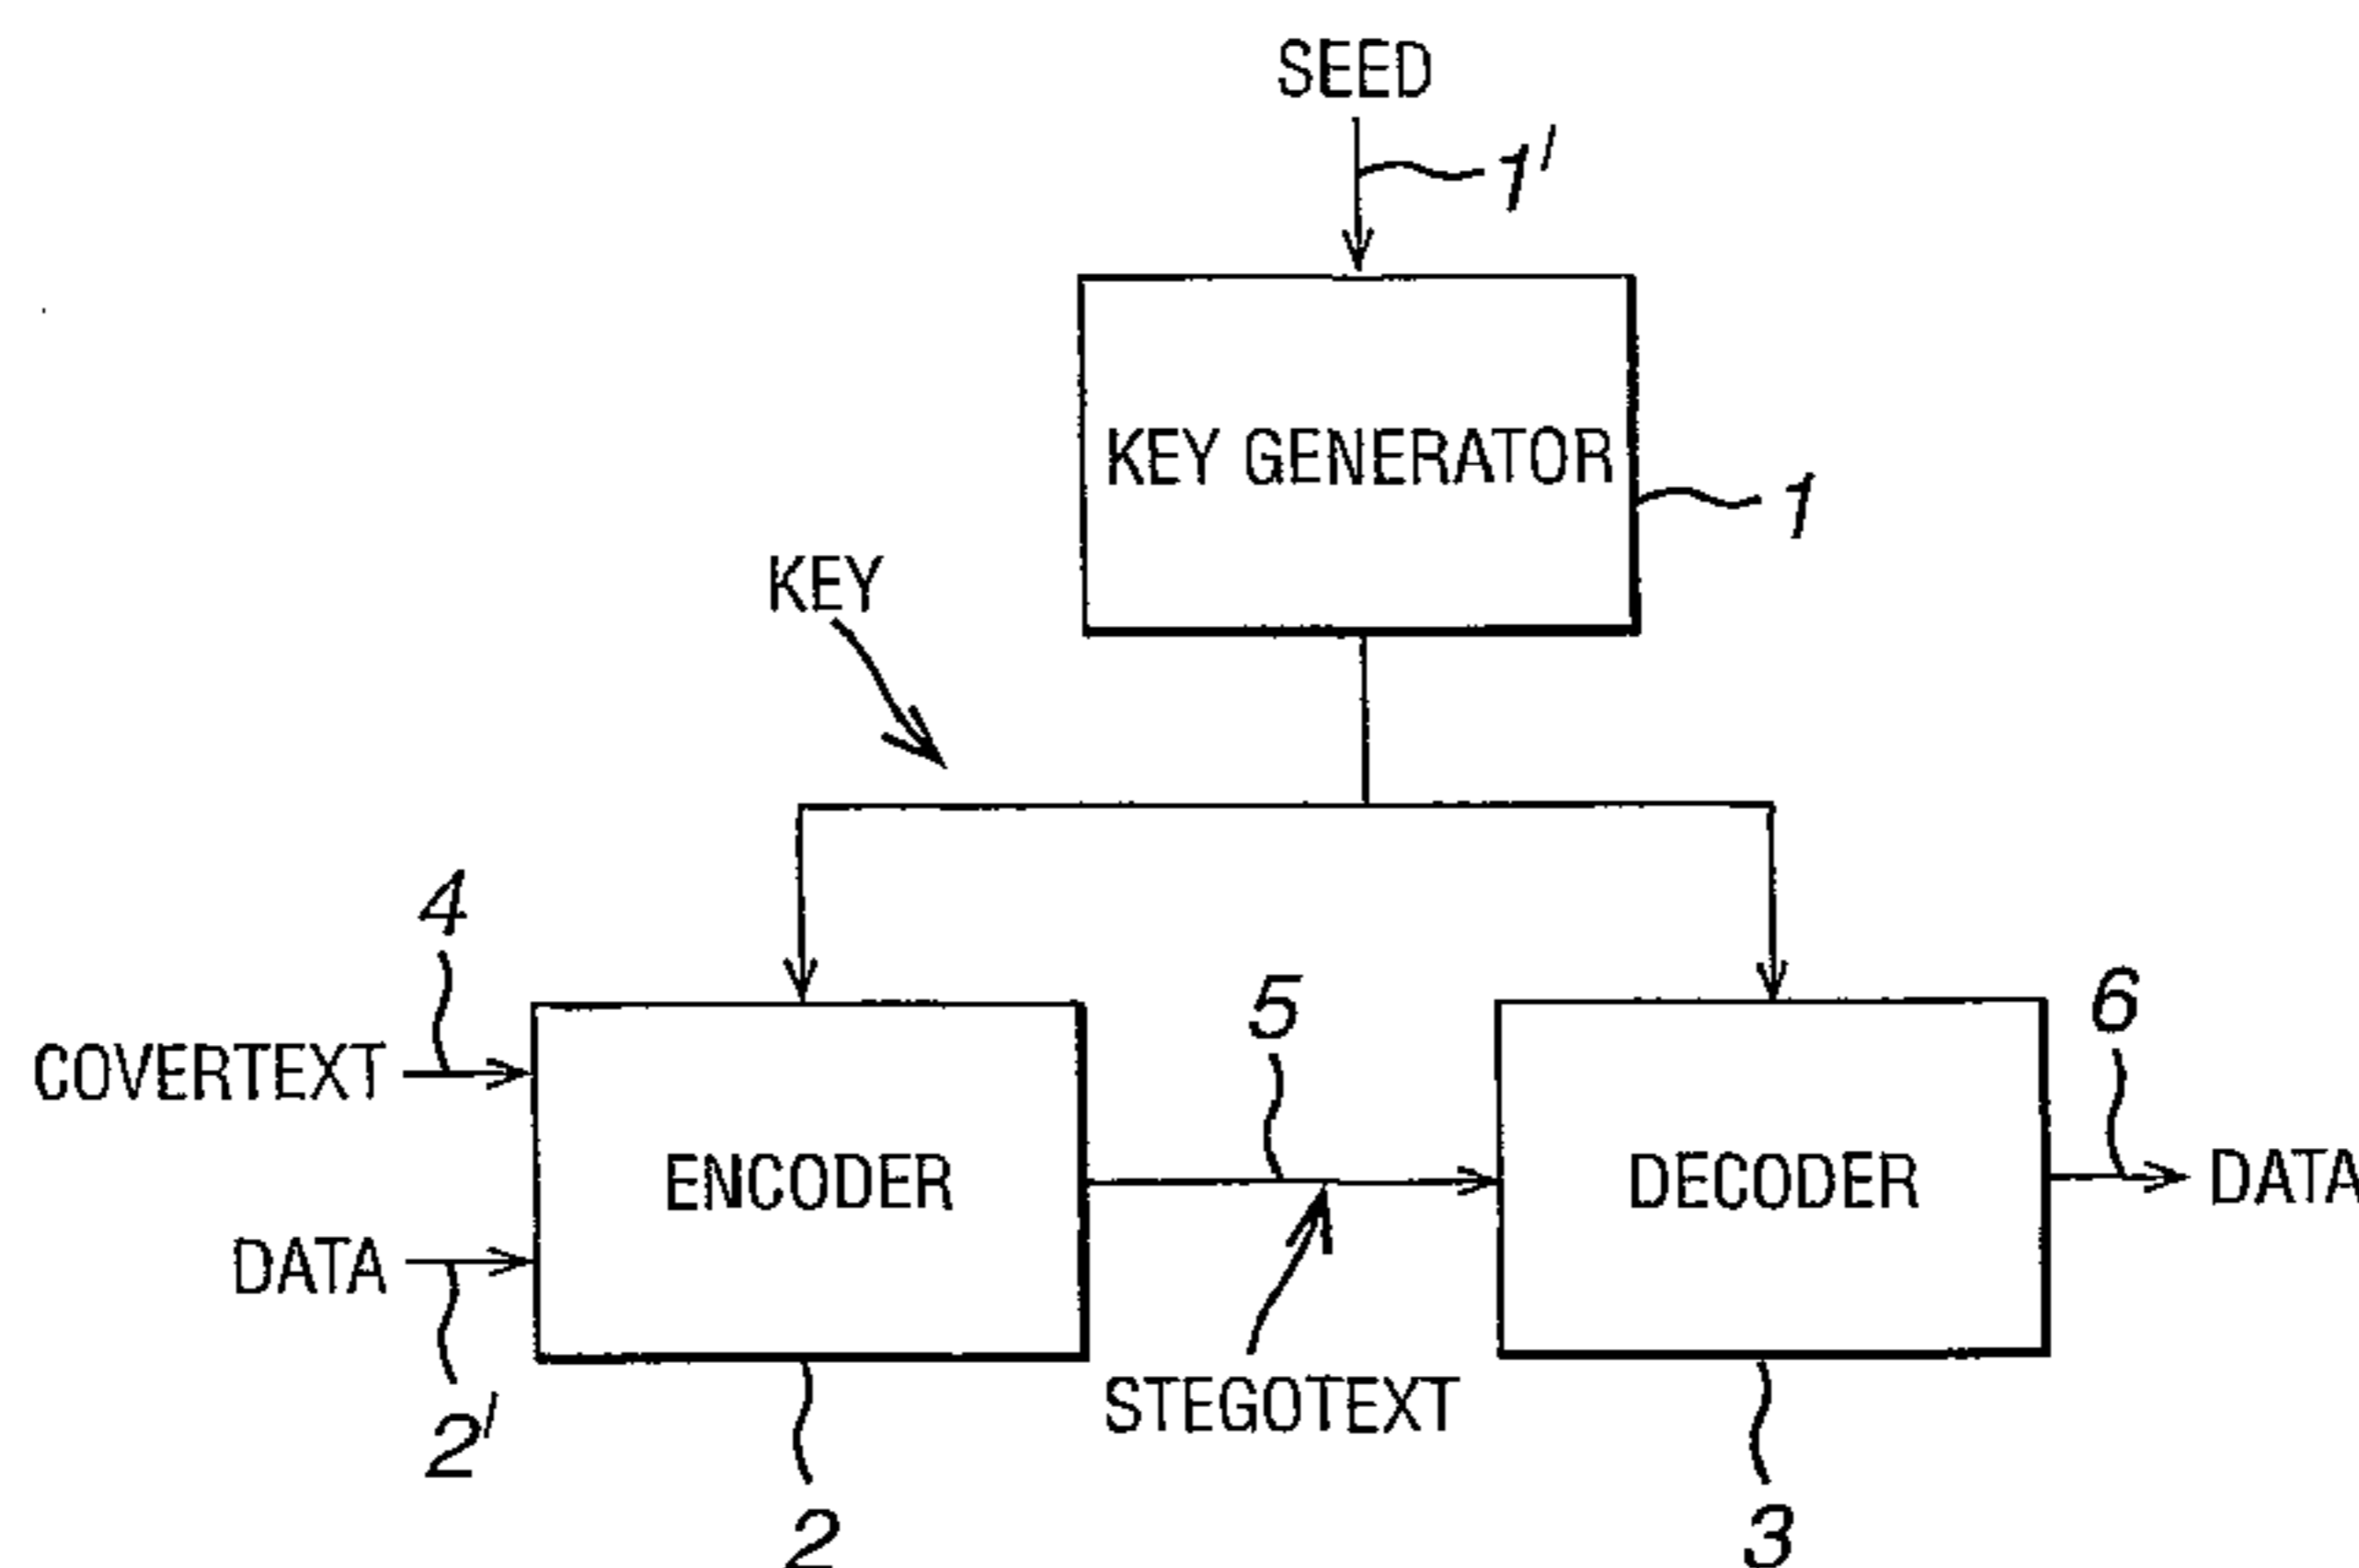 SEED
1'
KEY GENERATOR
1
KEY
4
5
6
COVERTEXT
ENCODER
DECODER
DATA
DATA
2'
STEGOTEXT
2
3